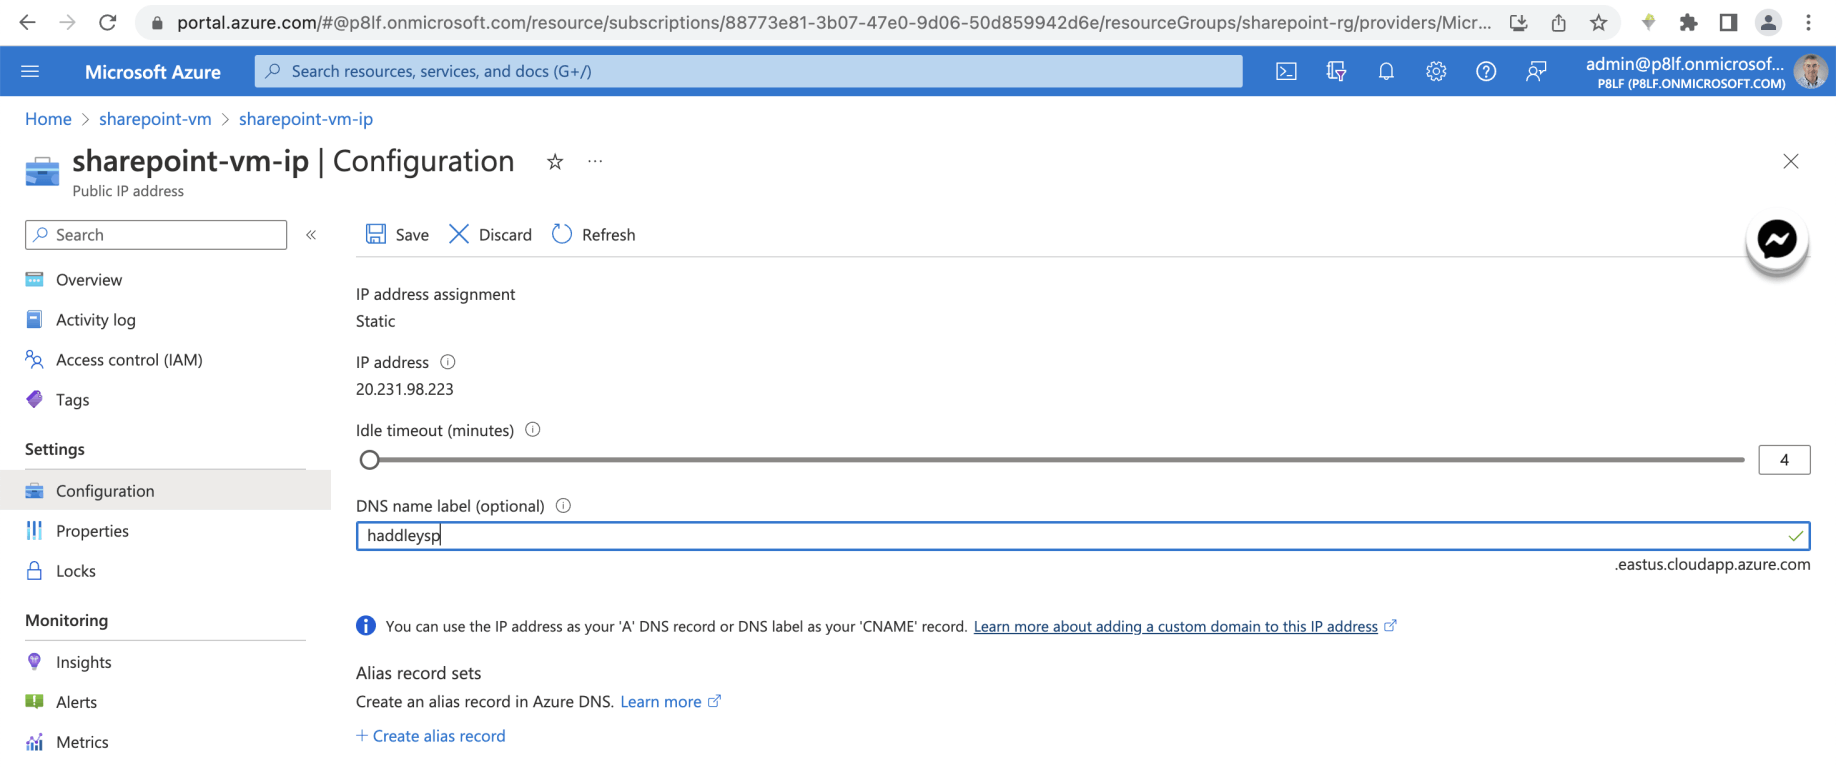 portal.azure.com/#@p8lf.onmicrosoft.com/resource/subscriptions/88773e81-3b07-47e0-9d06-50d859942d6e/resourceGroups/sharepoint-rg/providers/Micr...
Microsoft Azure
Search resources, services, and docs (G+/)
admin@p8lf.onmicrosof...
P8LF (P8LF.ONMICROSOFT.COM)
Home > sharepoint-vm > sharepoint-vm-ip
sharepoint-vm-ip | Configuration
Public IP address
Search
Overview
Activity log
Access control (IAM)
Tags
Settings
Configuration
Properties
Locks
Monitoring
Insights
Alerts
Metrics
Save Discard Refresh
IP address assignment
Static
IP address
20.231.98.223
Idle timeout (minutes)
4
DNS name label (optional)
haddleysp
.eastus.cloudapp.azure.com
You can use the IP address as your 'A' DNS record or DNS label as your 'CNAME' record. Learn more about adding a custom domain to this IP address
Alias record sets
Create an alias record in Azure DNS. Learn more
+ Create alias record